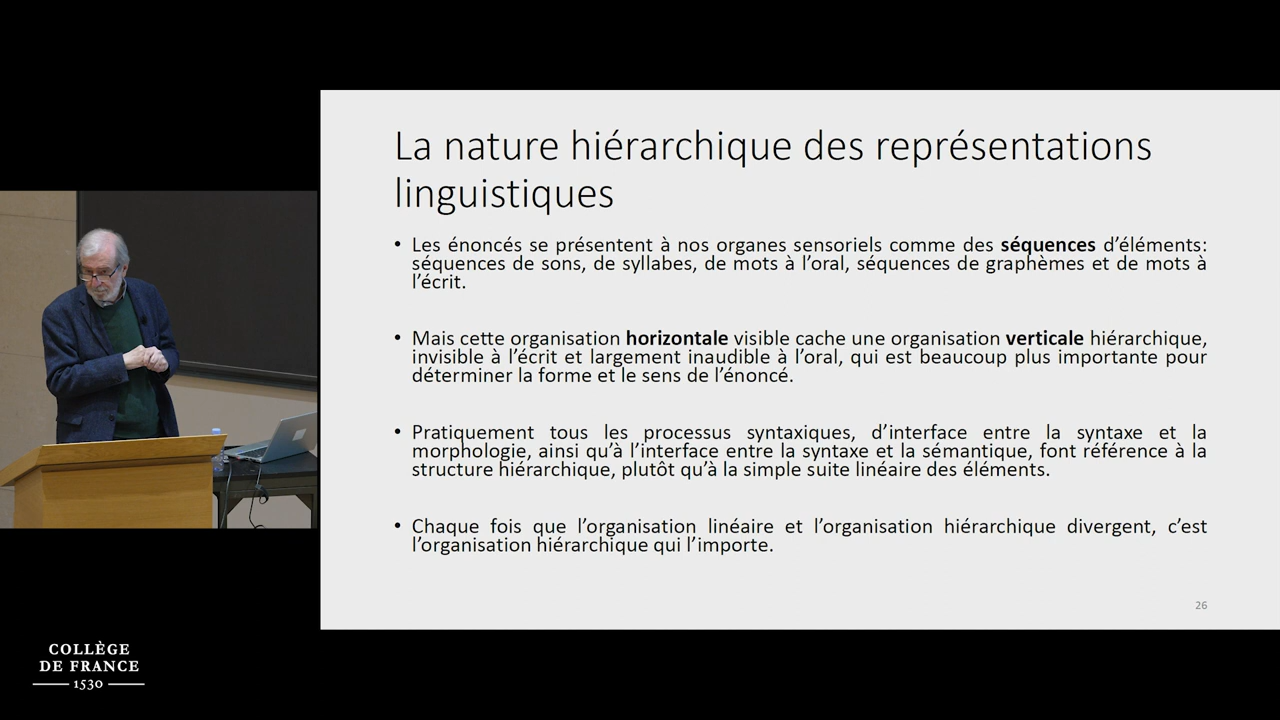 La nature hiérarchique des représentations
linguistiques
• Les énoncés se présentent à nos organes sensoriels comme des séquences d’éléments:
séquences de sons, de syllabes, de mots à l’oral, séquences de graphèmes et de mots à
l’écrit.
• Mais cette organisation horizontale visible cache une organisation verticale hiérarchique,
invisible à l’écrit et largement inaudible à l’oral, qui est beaucoup plus importante pour
déterminer la forme et le sens de l’énoncé.
• Pratiquement tous les processus syntaxiques, d’interface entre la syntaxe et la
morphologie, ainsi qu’à l’interface entre la syntaxe et la sémantique, font référence à la
structure hiérarchique, plutôt qu’à la simple suite linéaire des éléments.
• Chaque fois que l’organisation linéaire et l’organisation hiérarchique divergent, c’est
l’organisation hiérarchique qui l’importe.
26
COLLÈGE
DE FRANCE
1530